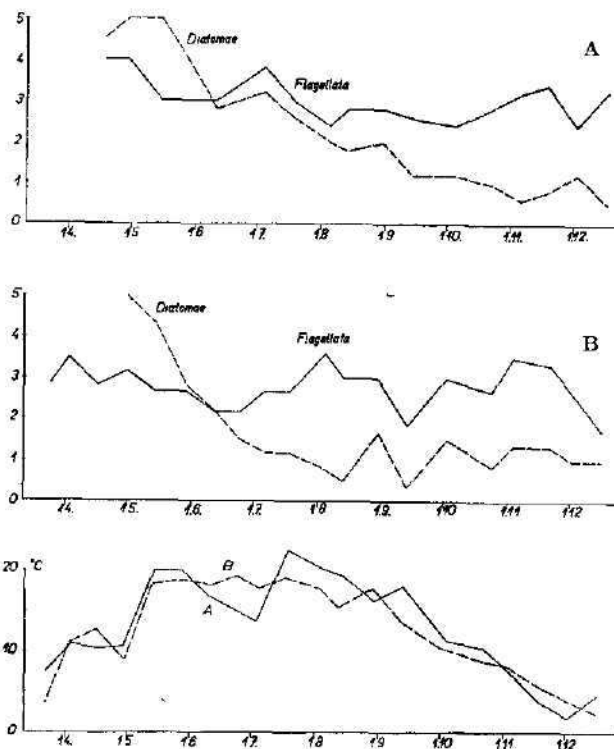 5
Diatomae
A
4
Flagellata
3
2
1
0
1.4. 1.5. 1.6. 1.7. 1.8. 1.9. 1.10. 1.11. 1.12.
5
Diatomae
Flagellata
B
4
3
2
1
0
1.4. 1.5. 1.6. 1.7. 1.8 1.9. 1.10 1.11 1.12
20 °C
B
A
10
0
1.4. 1.5. 1.6. 1.7. 1.8 1.9. 1.10. 1.11. 1.12